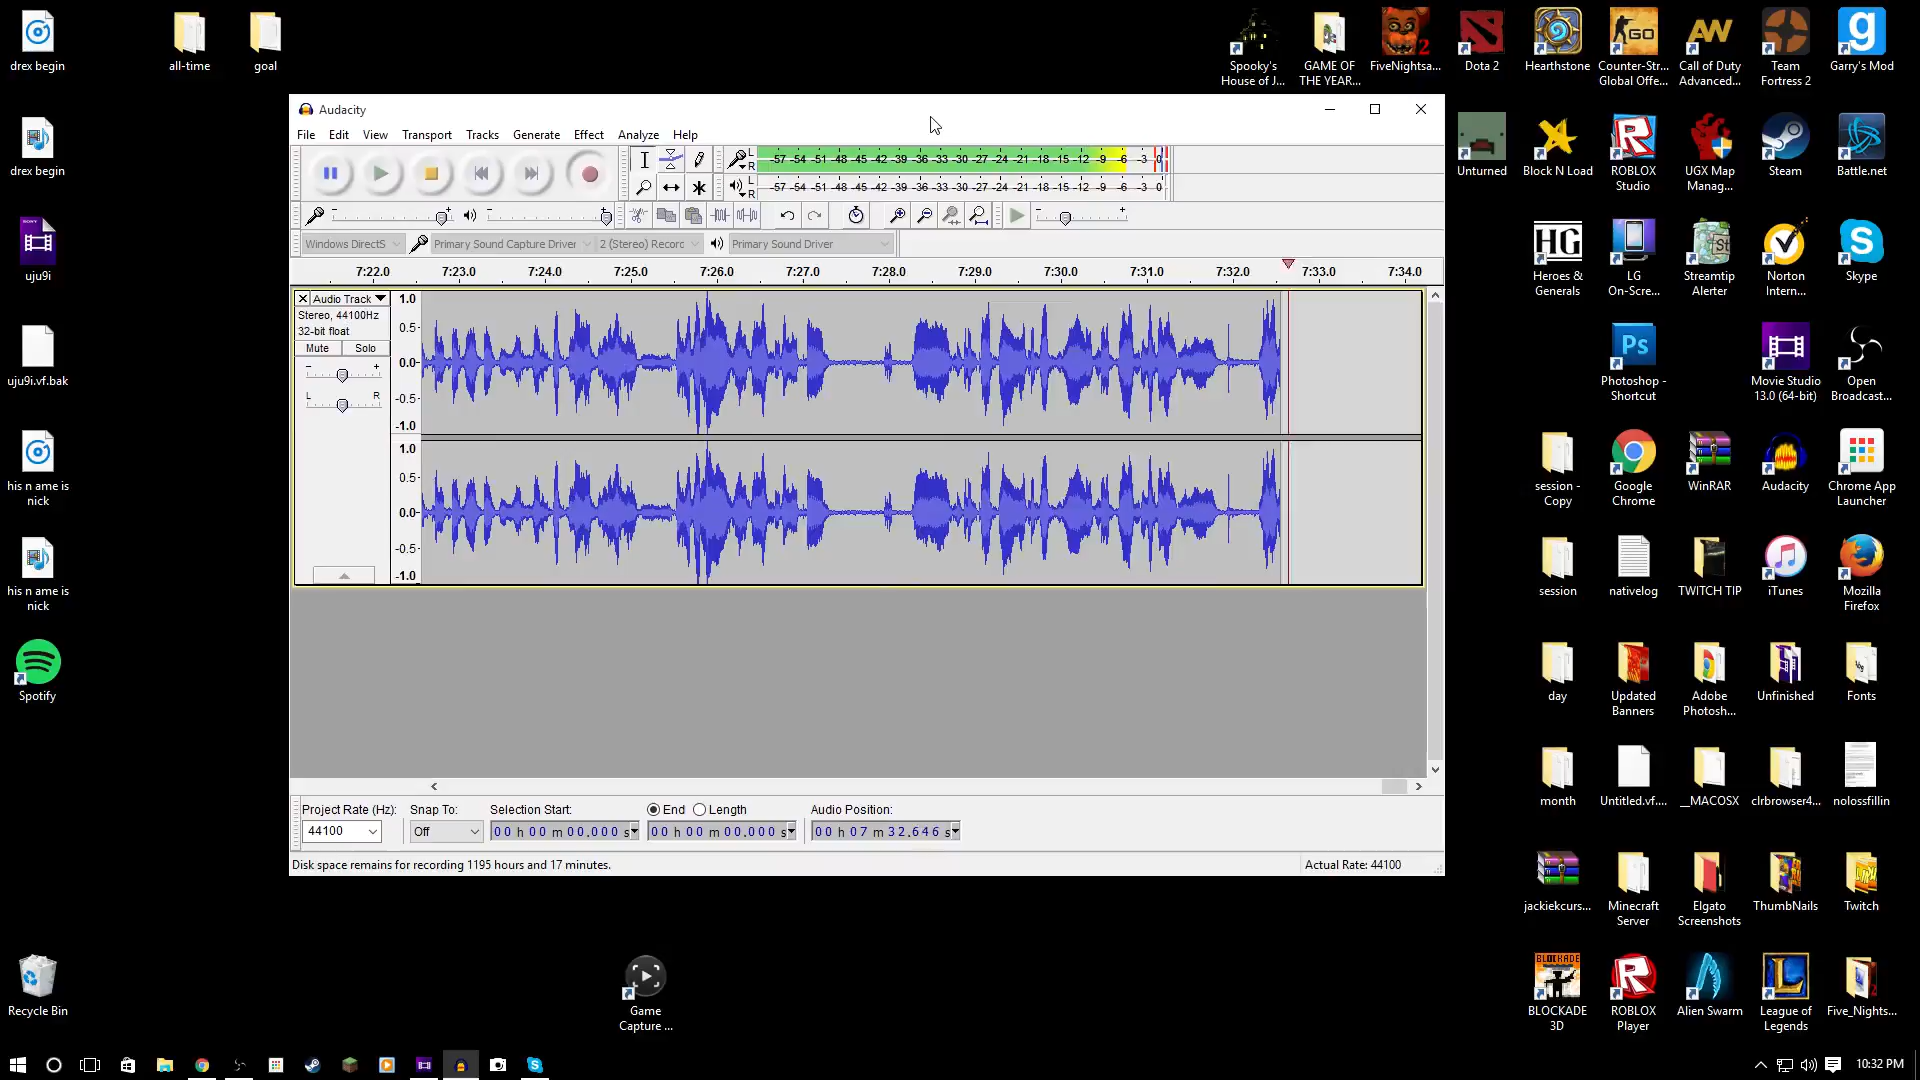 drex begin
all-time
goal
drex begin
uju9i
uju9i.vf.bak
his n ame is
nick
his n ame is
nick
Spotify
Recycle Bin
Audacity
File Edit View Transport Tracks Generate Effect Analyze Help
L
R
-57 -54 -51 -48 -45 -42 -39 -36 -33 -30 -27 -24 -21 -18 -15 -12 -9 -6 -3 0
L
R
-57 -54 -51 -48 -45 -42 -39 -36 -33 -30 -27 -24 -21 -18 -15 -12 -9 -6 -3 0
Windows DirectS
Primary Sound Capture Driver
2 (Stereo) Recorc
Primary Sound Driver
7:22.0 7:23.0 7:24.0 7:25.0 7:26.0 7:27.0 7:28.0 7:29.0 7:30.0 7:31.0 7:32.0 7:33.0 7:34.0
Audio Track
Stereo, 44100Hz
32-bit float
Mute Solo
- +
L R
1.0
0.5-
0.0-
-0.5-
-1.0
1.0
0.5-
0.0-
-0.5-
-1.0
Project Rate (Hz): Snap To: Selection Start: End Length Audio Position:
44100 Off 00 h 00 m 00.000 s 00 h 00 m 00.000 s 00 h 07 m 32.646 s
Disk space remains for recording 1195 hours and 17 minutes. Actual Rate: 44100
Game
Capture ...
Spooky's
House of J...
GAME OF
THE YEAR...
2
FiveNightsa...
Dota 2
Hearthstone
GO
Counter-Str...
Global Offe...
AW
Call of Duty
Advanced...
Team
Fortress 2
g
Garry's Mod
Unturned
Block N Load
ROBLOX
Studio
UGX Map
Manag...
Steam
Battle.net
HG
Heroes &
Generals
LG
On-Scre...
St
Streamtip
Alerter
Norton
Intern...
Skype
Ps
Photoshop -
Shortcut
Movie Studio
13.0 (64-bit)
Open
Broadcast...
session -
Copy
Google
Chrome
WinRAR
Audacity
Chrome App
Launcher
session
nativelog
TWITCH TIP
iTunes
Mozilla
Firefox
day
Updated
Banners
Adobe
Photosh...
Unfinished
Fonts
month
Untitled.vf....
__MACOSX
clrbrowser4...
nolossfillin
jackiekcurs...
Minecraft
Server
Elgato
Screenshots
ThumbNails
Twitch
BLOCKADE
BLOCKADE
3D
ROBLOX
Player
Alien Swarm
League of
Legends
Five_Nights...
10:32 PM